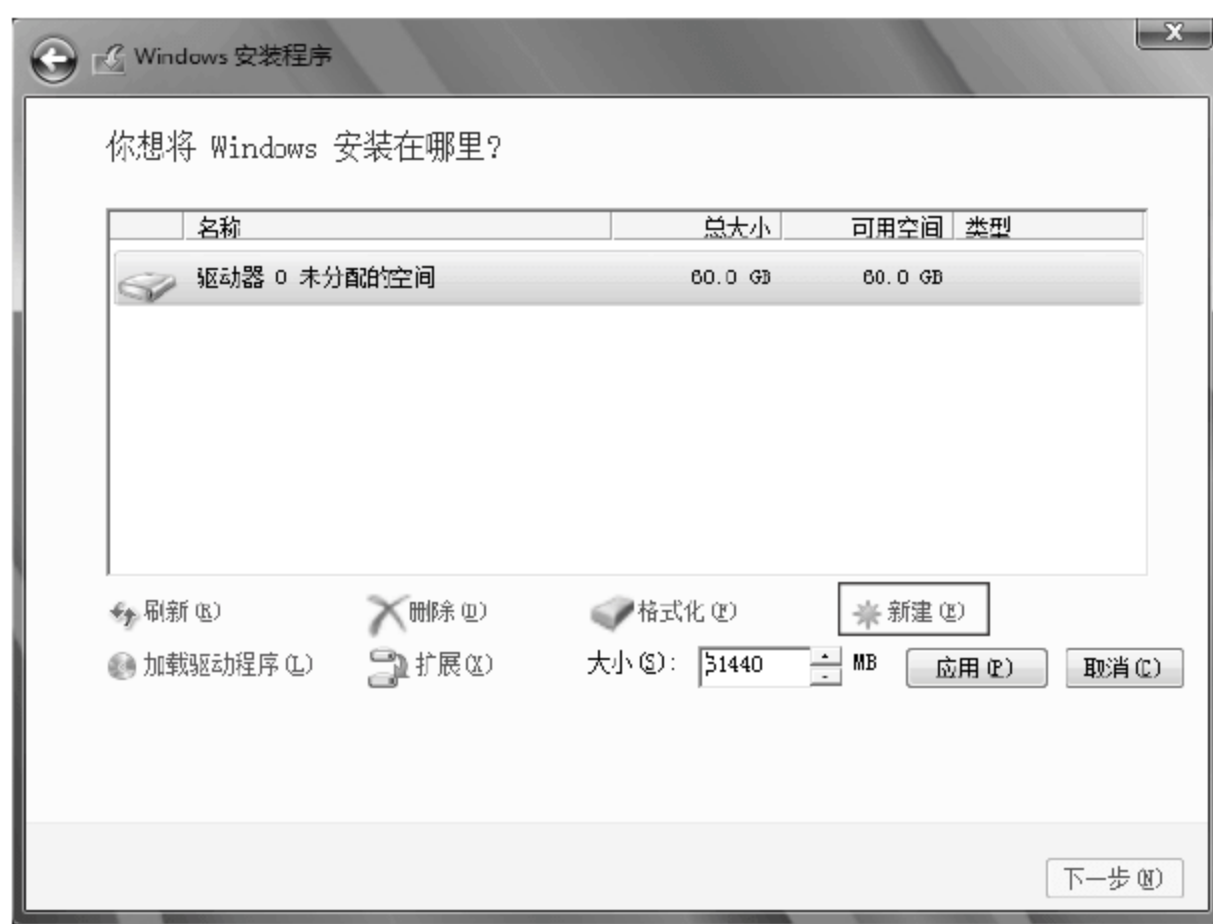 Windows 安装程序
你想将 Windows 安装在哪里?
名称 总大小 可用空间 类型
驱动器 0 未分配的空间 60.0 GB 60.0 GB
刷新(R) 删除(D) 格式化(F) 新建(E)
加载驱动程序(L) 扩展(X) 大小(S): 61440 MB 应用(P) 取消(C)
下一步(N)